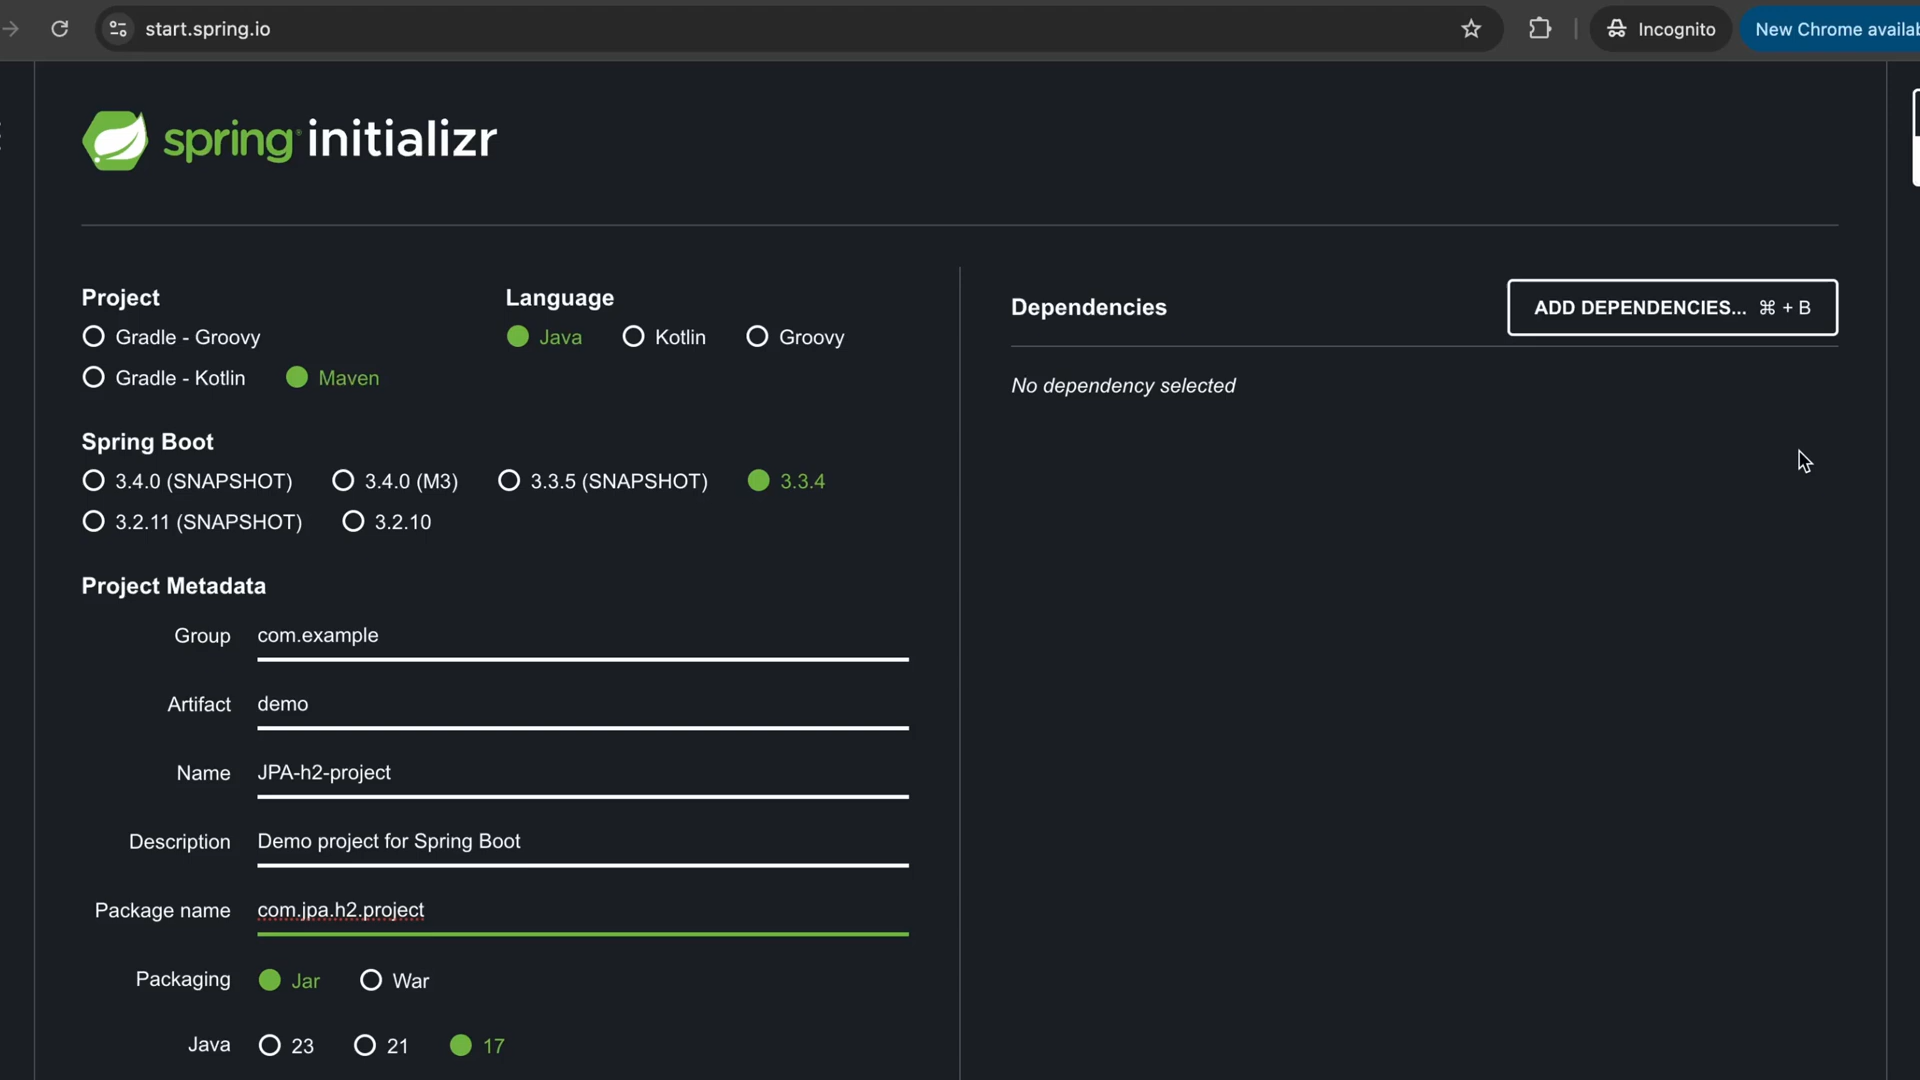 start.spring.io
Incognito
New Chrome availab
spring initializr
Project
Gradle - Groovy
Gradle - Kotlin
Maven
Language
Java
Kotlin
Groovy
Spring Boot
3.4.0 (SNAPSHOT)
3.4.0 (M3)
3.3.5 (SNAPSHOT)
3.3.4
3.2.11 (SNAPSHOT)
3.2.10
Project Metadata
Group
com.example
Artifact
demo
Name
JPA-h2-project
Description
Demo project for Spring Boot
Package name
com.jpa.h2.project
Packaging
Jar
War
Java
23
21
17
Dependencies
ADD DEPENDENCIES... ⌘ + B
No dependency selected